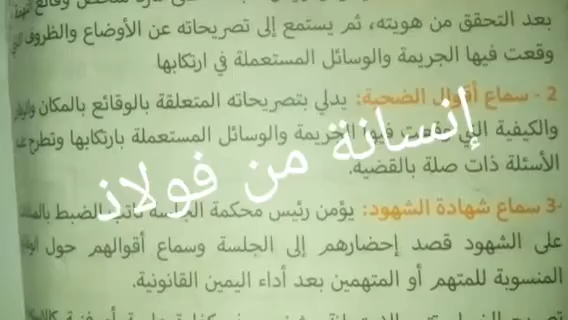 بعد التحقق من هويته، ثم يستمع إلى تصريحاته عن الأوضاع والظروف
وقعت فيها الجريمة والوسائل المستعملة في ارتكابها
2 - سماع أقوال الضحية: يدلي بتصريحاته المتعلقة بالوقائع بالمكان
والكيفية التي وقعت فيها الجريمة والوسائل المستعملة بارتكابها وتطرح
الأسئلة ذات صلة بالقضية.
3- سماع شهادة الشهود: يؤمن رئيس محكمة الجلسة كاتب الضبط
على الشهود قصد إحضارهم إلى الجلسة وسماع أقوالهم حول
المنسوبة للمتهم أو المتهمين بعد أداء اليمين القانونية.
إنسانة من فولاذ